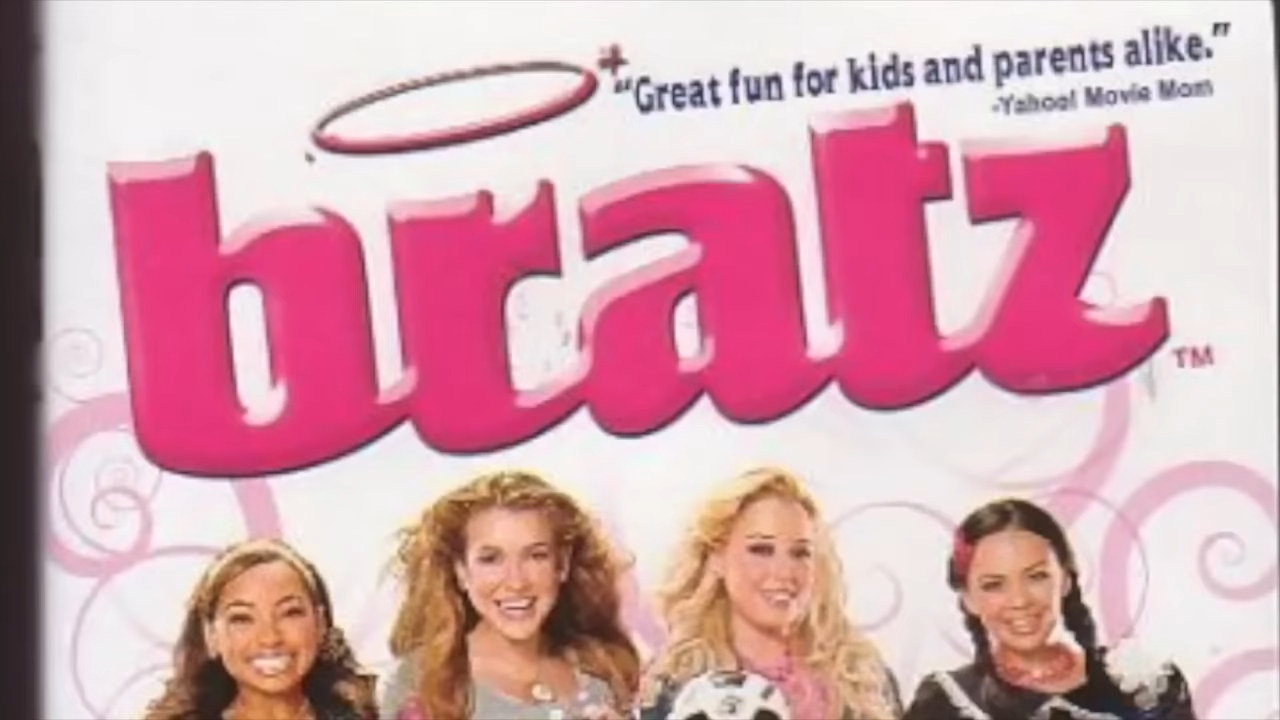 “Great fun for kids and parents alike.”
-Yahoo! Movie Mom
bratz
TM